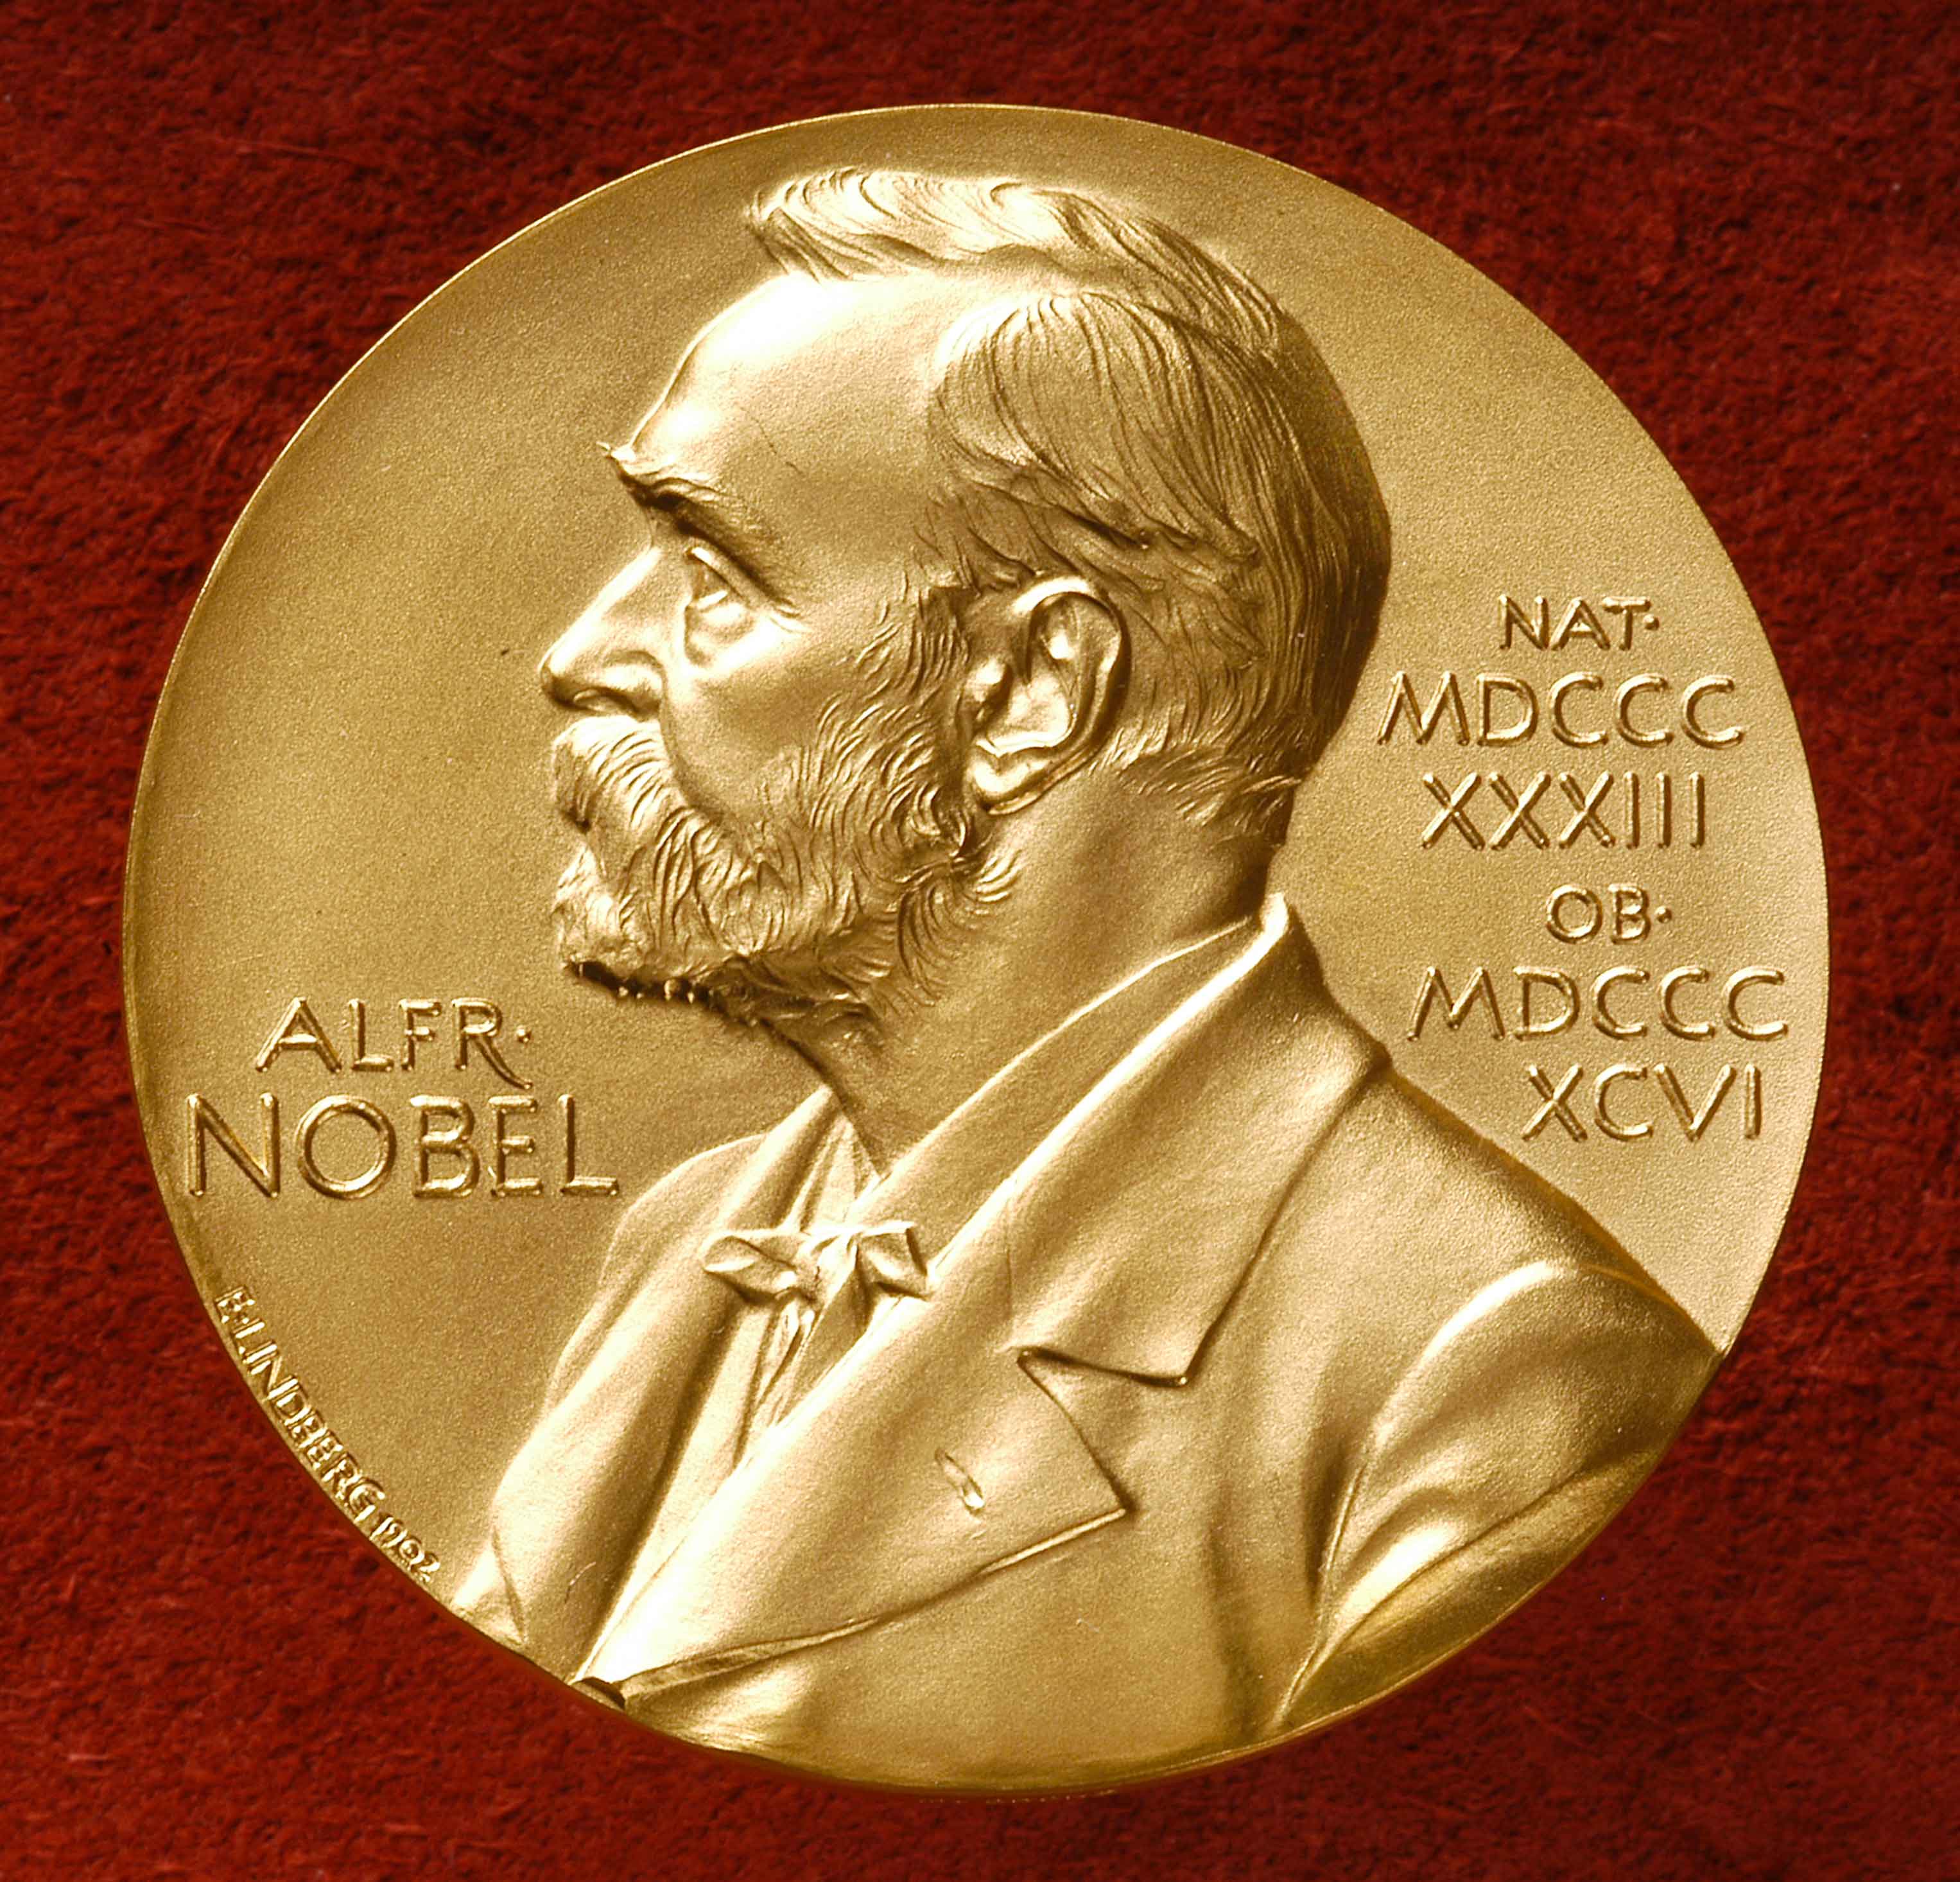 ALFR·
NOBEL
NAT·
MDCCC
XXXIII
OB·
MDCCC
XCVI
E·LINDBERG 1902